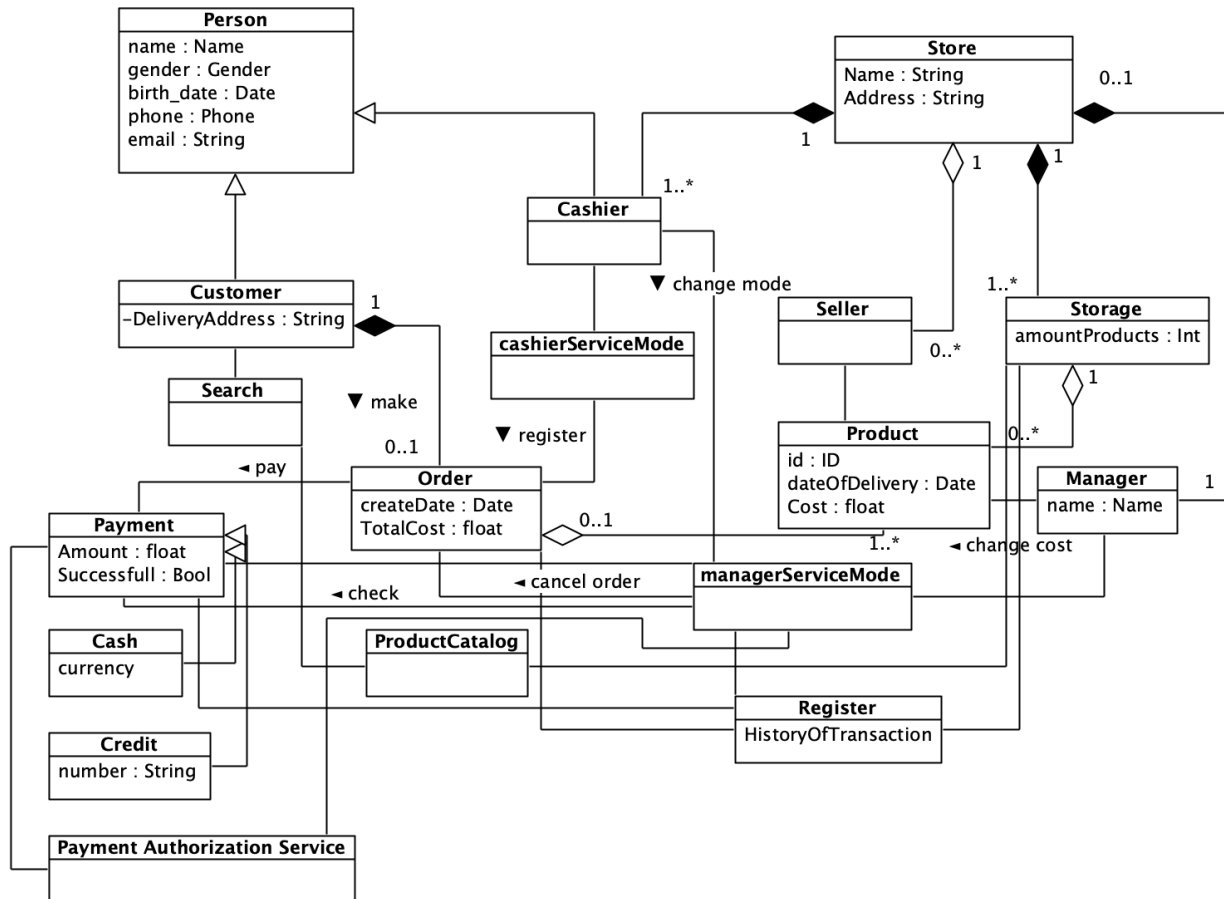 Person
name : Name
gender : Gender
birth_date : Date
phone : Phone
email : String
Store
Name : String
Address : String
0..1
1
1
1
1..*
Cashier
▼ change mode
Customer
-DeliveryAddress : String
1
cashierServiceMode
Seller
0..*
1..*
Storage
amountProducts : Int
1
Search
▼ make
▼ register
0..1
Product
id : ID
dateOfDelivery : Date
Cost : float
0..*
Manager
name : Name
1
◄ pay
Order
createDate : Date
TotalCost : float
0..1
1..*
◄ change cost
Payment
Amount : float
Successfull : Bool
◄ cancel order
◄ check
managerServiceMode
Cash
currency
ProductCatalog
Register
HistoryOfTransaction
Credit
number : String
Payment Authorization Service